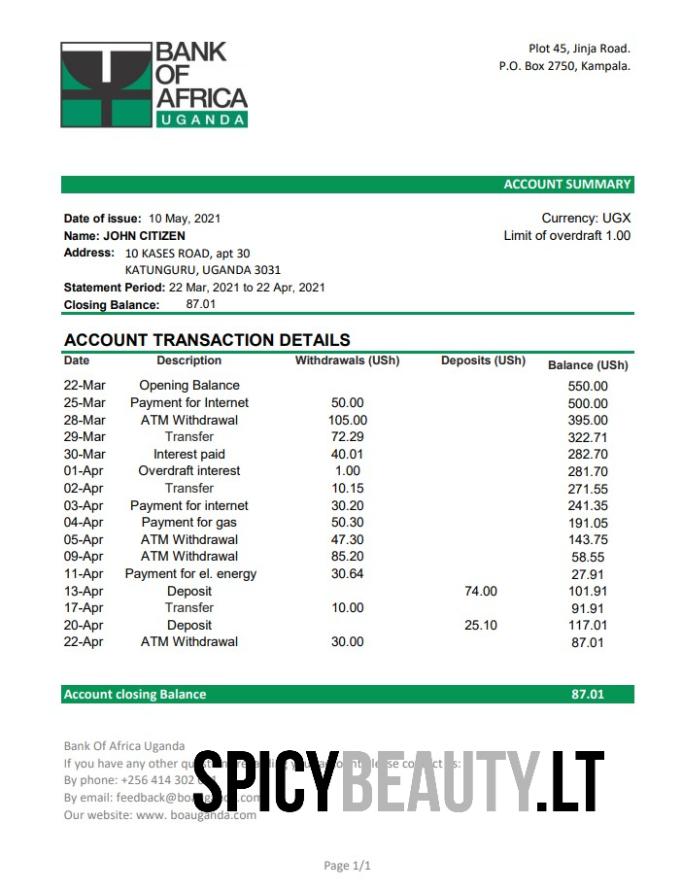 BANK
OF
AFRICA
UGANDA
Plot 45, Jinja Road.
P.O. Box 2750, Kampala.
ACCOUNT SUMMARY
Date of issue: 10 May, 2021
Currency: UGX
Name: JOHN CITIZEN
Limit of overdraft 1.00
Address: 10 KASES ROAD, apt 30
KATUNGURU, UGANDA 3031
Statement Period: 22 Mar, 2021 to 22 Apr, 2021
Closing Balance: 87.01
ACCOUNT TRANSACTION DETAILS
Date Description Withdrawals (USh) Deposits (USh) Balance (USh)
22-Mar Opening Balance 550.00
25-Mar Payment for Internet 50.00 500.00
28-Mar ATM Withdrawal 105.00 395.00
29-Mar Transfer 72.29 322.71
30-Mar Interest paid 40.01 282.70
01-Apr Overdraft interest 1.00 281.70
02-Apr Transfer 10.15 271.55
03-Apr Payment for internet 30.20 241.35
04-Apr Payment for gas 50.30 191.05
05-Apr ATM Withdrawal 47.30 143.75
09-Apr ATM Withdrawal 85.20 58.55
11-Apr Payment for el. energy 30.64 27.91
13-Apr Deposit 74.00 101.91
17-Apr Transfer 10.00 91.91
20-Apr Deposit 25.10 117.01
22-Apr ATM Withdrawal 30.00 87.01
Account closing Balance 87.01
Bank Of Africa Uganda
If you have any other
By phone: +256 414 302
By email:
Our website: www. boauganda.com
SPICYBEAUTY.LT
Page 1/1